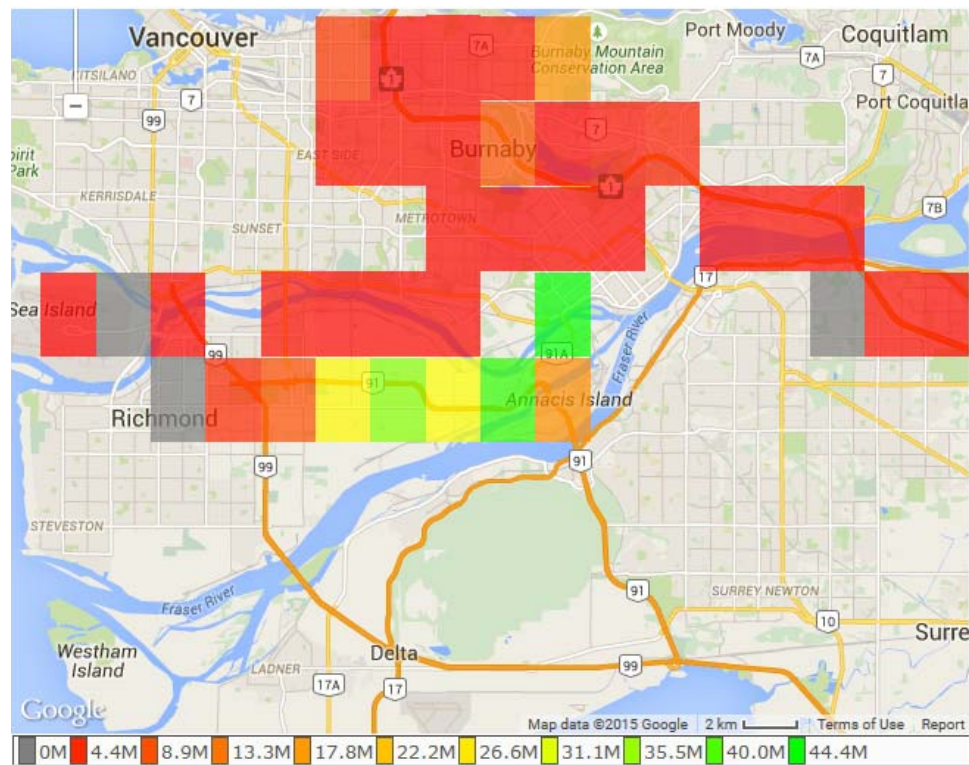 Vancouver
Port Moody
Coquitlam
7A
Burnaby Mountain
Conservation Area
KITSILANO
1
7A
7
7
Port Coquitla
99
7
Burnaby
EAST SIDE
Park
KERRISDALE
1
METROTOWN
SUNSET
7B
17
Sea Island
99
91A
Fraser River
91
Annacis Island
Richmond
99
91
STEVESTON
Fraser River
91
SURREY NEWTON
10
Surre
Westham
Island
Delta
LADNER
99
17A
17
Google
Map data ©2015 Google
2 km
Terms of Use
Report
0M 4.4M 8.9M 13.3M 17.8M 22.2M 26.6M 31.1M 35.5M 40.0M 44.4M